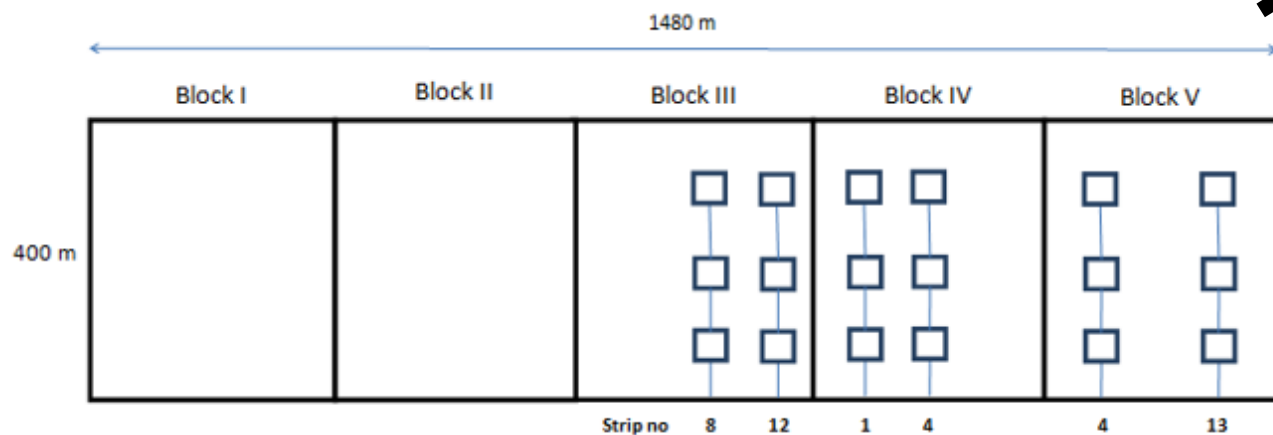 1480 m
Block I Block II Block III Block IV Block V
400 m
Strip no 8 12 1 4 4 13